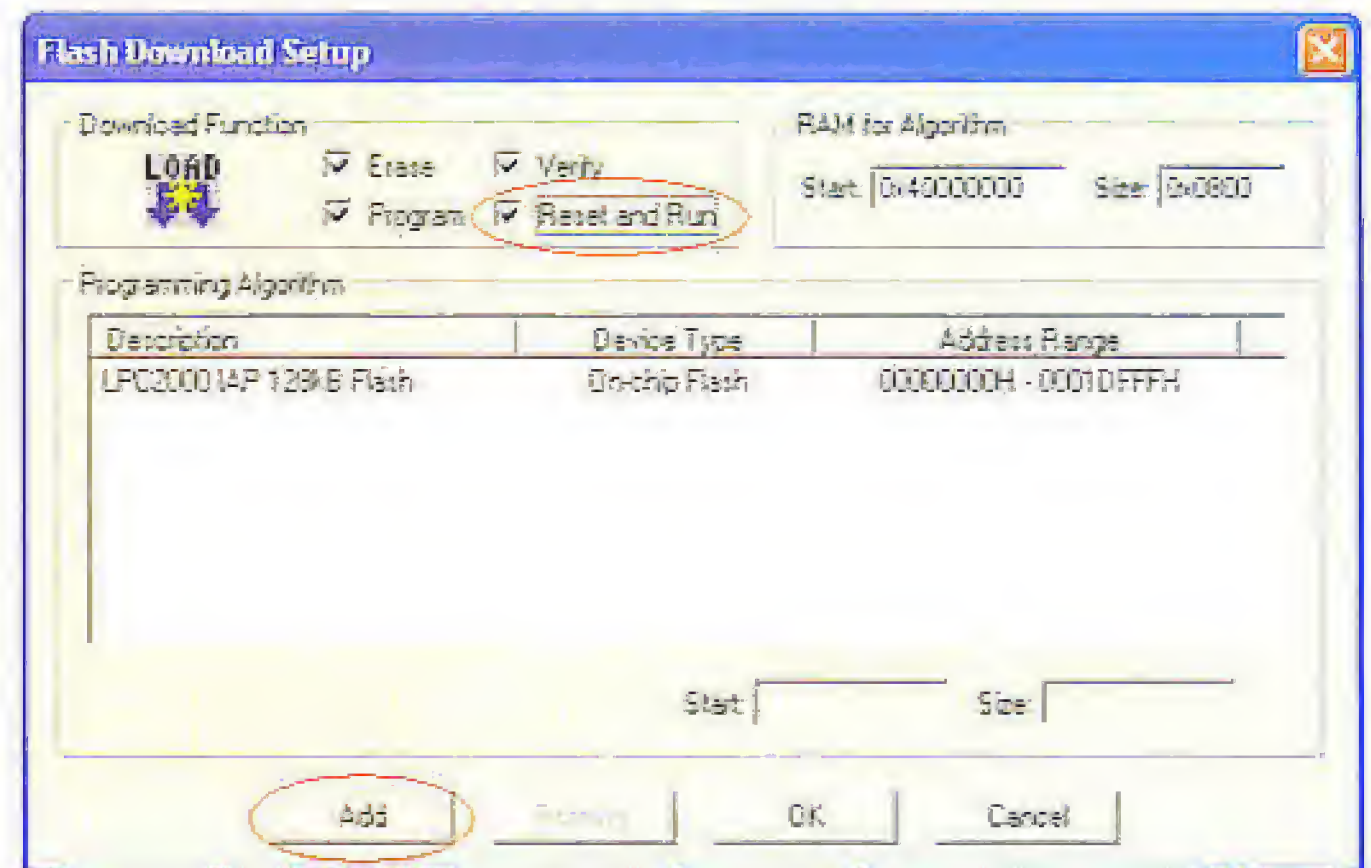 Flash Download Setup
Download Function
LOAD
Erase
Verify
Program
Reset and Run
RAM for Algorithm
Start: 0x40000000 Size: 0x0800
Programming Algorithm
Description Device Type Address Range
LPC2000 IAP 128kB Flash On-chip Flash 00000000H - 0001DFFFH
Start: Size:
Add OK Cancel